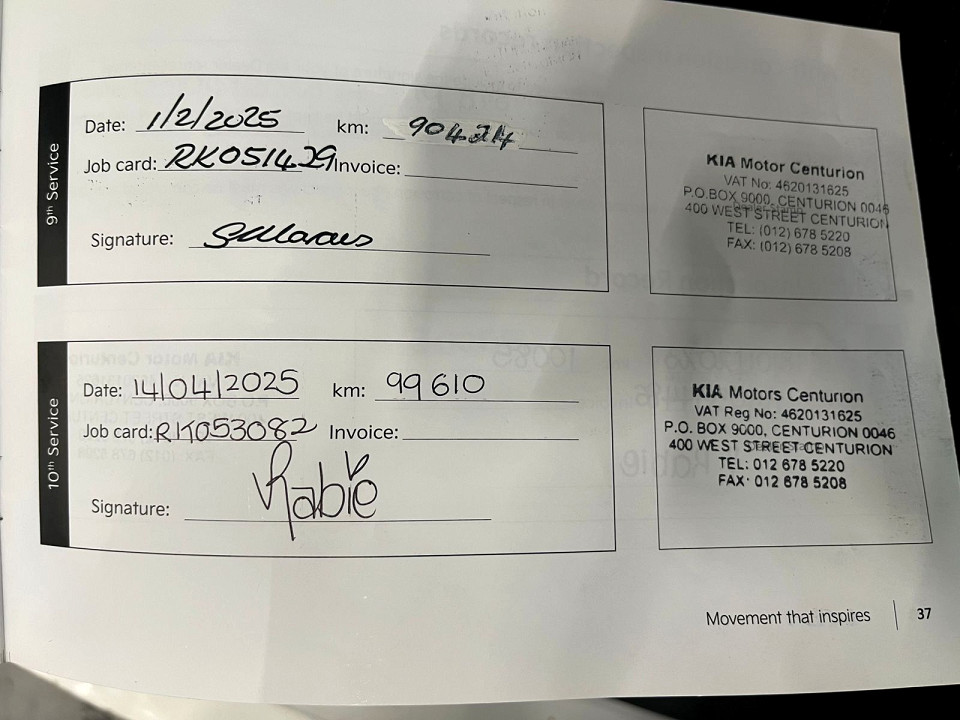 9th Service
Date: 1/2/2025 km: 90424
Job card: RK051429 Invoice:
Signature:
KIA Motor Centurion
VAT No: 4620131625
P.O.BOX 9000, CENTURION 0046
400 WEST STREET CENTURION
TEL: (012) 678 5220
FAX: (012) 678 5208
10th Service
Date: 14/04/2025 km: 99 610
Job card: RK053082 Invoice:
Signature: Rabie
KIA Motors Centurion
VAT Reg No: 4620131625
P.O. BOX 9000, CENTURION 0046
400 WEST STREET CENTURION
TEL: 012 678 5220
FAX: 012 678 5208
Movement that inspires | 37